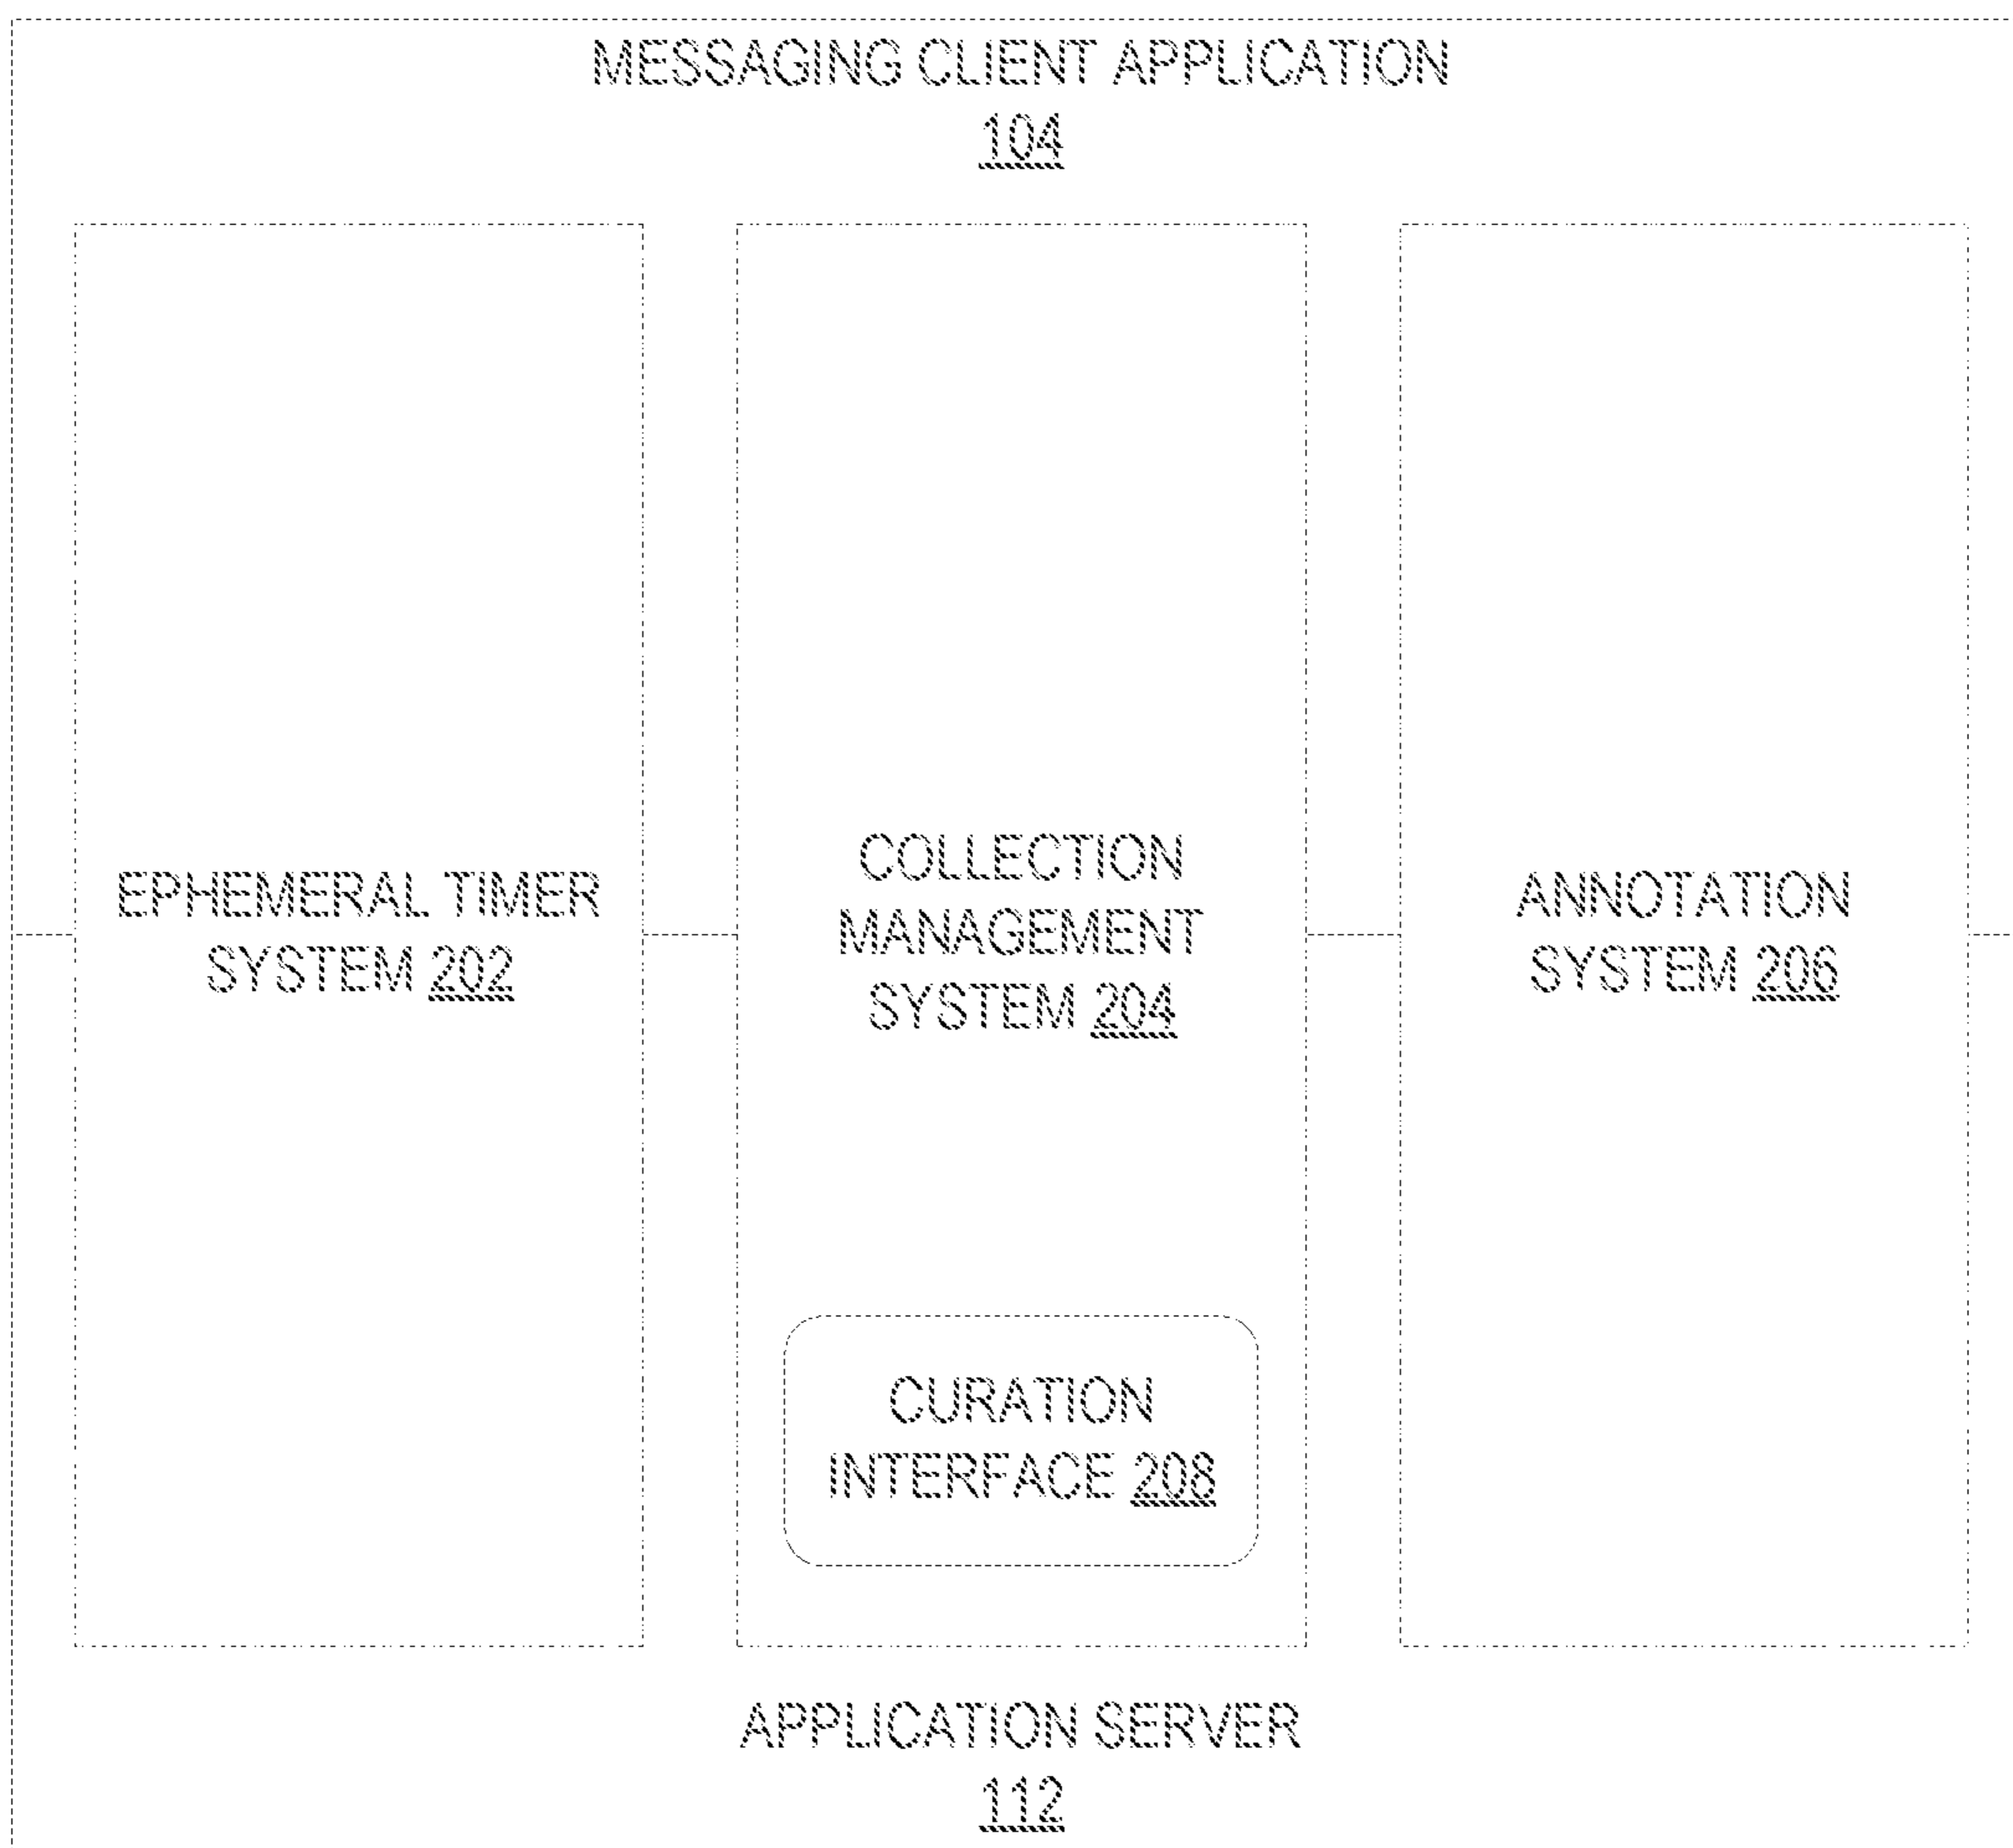 MESSAGING CLIENT APPLICATION
104
EPHEMERAL TIMER
SYSTEM 202
COLLECTION
MANAGEMENT
SYSTEM 204
ANNOTATION
SYSTEM 206
CURATION
INTERFACE 208
APPLICATION SERVER
112